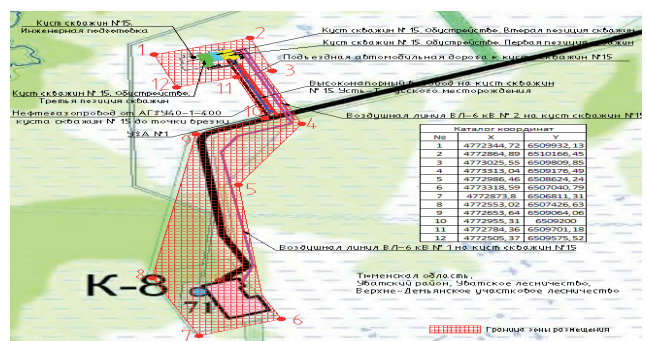 Куст скважин №15.
Инженерная подготовка
Куст скважин № 15. Обустройство. Вторая позиция скважин
Куст скважин № 15. Обустройство. Первая позиция скважин
Подъездная автомобильная дорога к кусту скважин №15
Высоконапорный водовод на куст скважин
№ 15 Усть-Т усского месторождения
Куст скважин № 15. Обустройство.
Третья позиция скважин
Нефтегазопровод от АГЗУ40-1-400
куста скважин № 15 до точки врезки
УЗА №1
Воздушная линия ВЛ-6 кВ № 2 на куст скважин №15
Воздушная линия ВЛ-6 кВ № 1 на куст скважин №15
1
2
3
4
5
6
7
8
9
10
11
12
К-8
71
Каталог координат
№ X Y
1 4772344,72 6509932,13
2 4772864,89 6510166,45
3 4773025,55 6509809,85
4 4773313,04 6509176,49
5 4772986,46 6508624,24
6 4773318,59 6507040,79
7 4772873,8 6506811,31
8 4772553,02 6507426,63
9 4772653,64 6509064,06
10 4772955,31 6509200
11 4772784,36 6509701,18
12 4772505,37 6509575,52
Тюменская область,
Уватский район, Уватское лесничество,
Верхне-Демьянское участковое лесничество
Граница зоны размещения